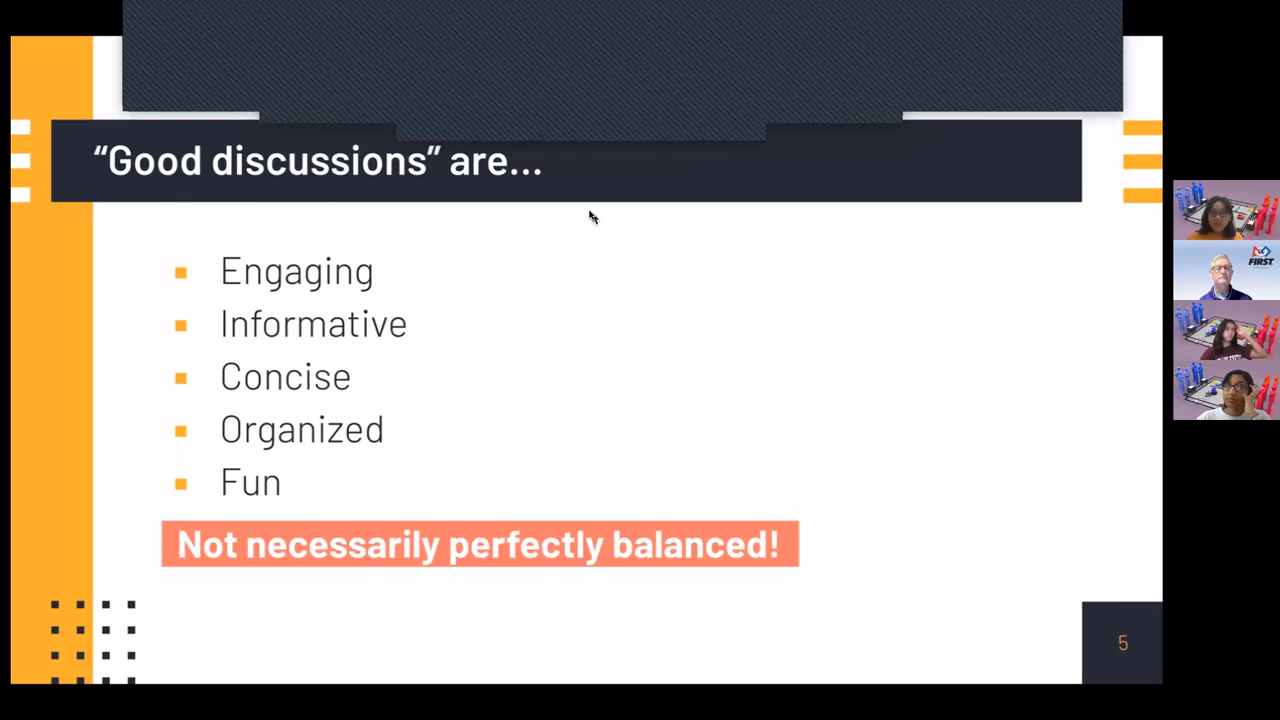 “Good discussions” are...
Engaging
Informative
Concise
Organized
Fun
Not necessarily perfectly balanced!
5
FIRST